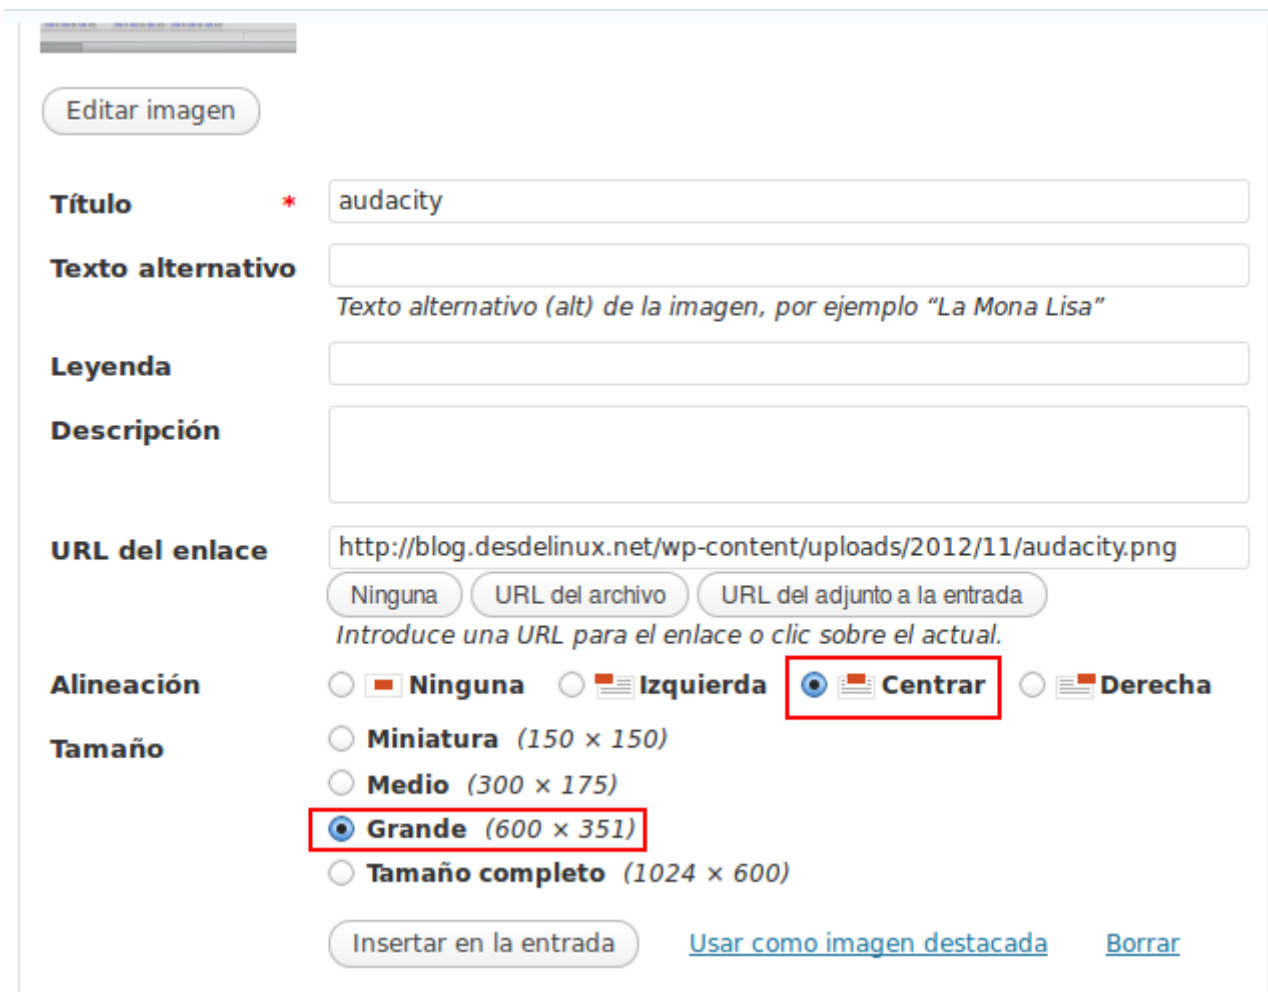 Editar imagen
Título * audacity
Texto alternativo
Texto alternativo (alt) de la imagen, por ejemplo “La Mona Lisa”
Leyenda
Descripción
URL del enlace http://blog.desdelinux.net/wp-content/uploads/2012/11/audacity.png
Ninguna URL del archivo URL del adjunto a la entrada
Introduce una URL para el enlace o clic sobre el actual.
Alineación Ninguna Izquierda Centrar Derecha
Tamaño Miniatura (150 × 150)
Medio (300 × 175)
Grande (600 × 351)
Tamaño completo (1024 × 600)
Insertar en la entrada Usar como imagen destacada Borrar